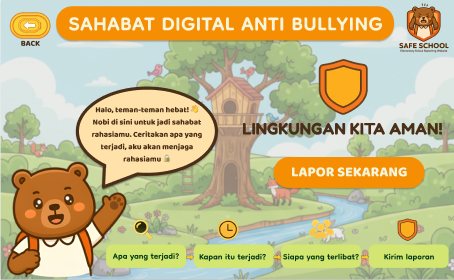 SAHABAT DIGITAL ANTI BULLYING
BACK
SAFE SCHOOL
Halo, teman-teman hebat! 👋
Nobi di sini untuk jadi sahabat
rahasiamu. Ceritakan apa yang
terjadi, aku akan menjaga
rahasiamu 🔒
LINGKUNGAN KITA AMAN!
LAPOR SEKARANG
Apa yang terjadi?
Kapan itu terjadi?
Siapa yang terlibat?
Kirim laporan